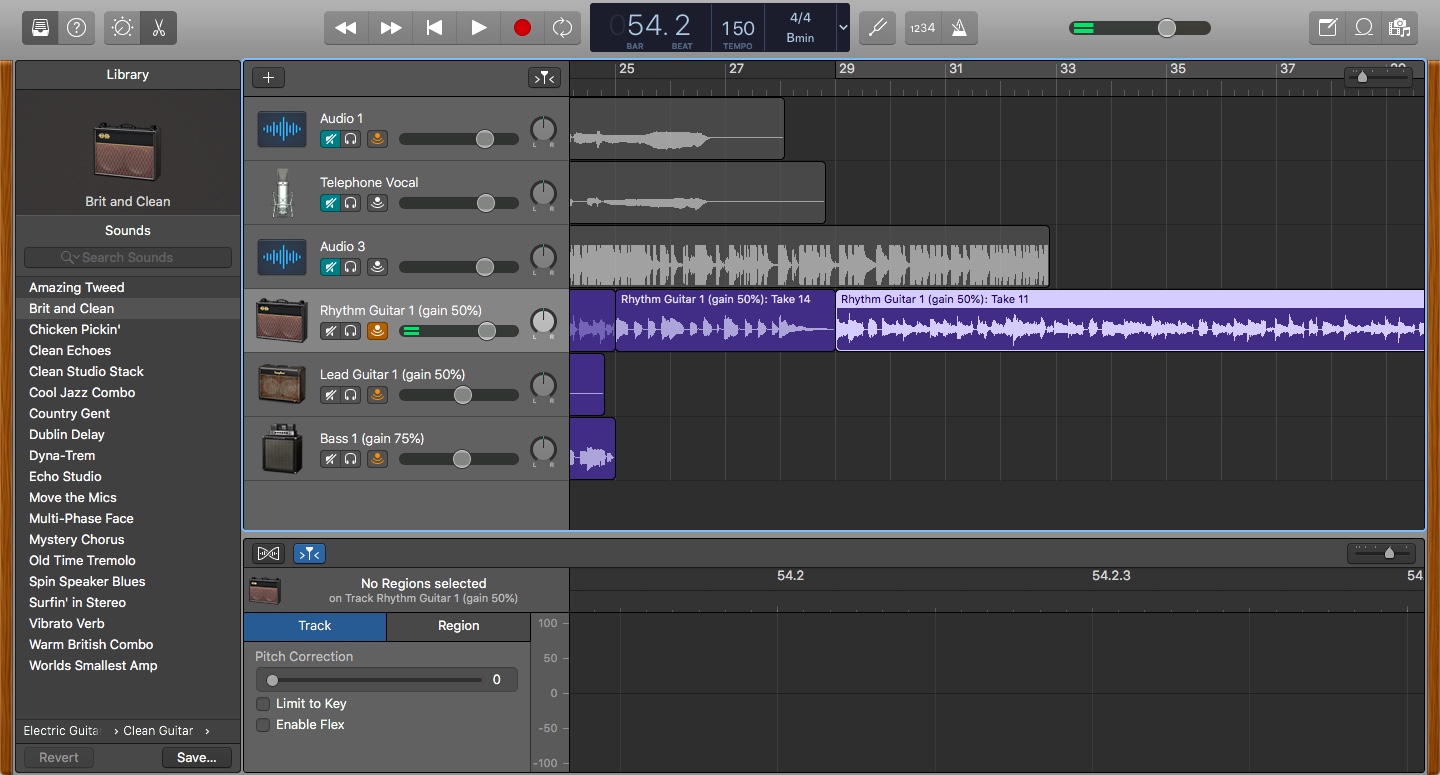 054.2
BAR BEAT
150
TEMPO
4/4
Bmin
1234
Library
Brit and Clean
Sounds
Search Sounds
Amazing Tweed
Brit and Clean
Chicken Pickin'
Clean Echoes
Clean Studio Stack
Cool Jazz Combo
Country Gent
Dublin Delay
Dyna-Trem
Echo Studio
Move the Mics
Multi-Phase Face
Mystery Chorus
Old Time Tremolo
Spin Speaker Blues
Surfin' in Stereo
Vibrato Verb
Warm British Combo
Worlds Smallest Amp
Electric Guita › Clean Guitar ›
Revert Save...
25 27 29 31 33 35 37
Audio 1
L R
Telephone Vocal
L R
Audio 3
L R
Rhythm Guitar 1 (gain 50%)
L R
Rhythm Guitar 1 (gain 50%): Take 14
Rhythm Guitar 1 (gain 50%): Take 11
Lead Guitar 1 (gain 50%)
L R
Bass 1 (gain 75%)
L R
No Regions selected
on Track Rhythm Guitar 1 (gain 50%)
54.2 54.2.3 54.
Track Region
Pitch Correction
0
Limit to Key
Enable Flex
100
50
0
-50
-100